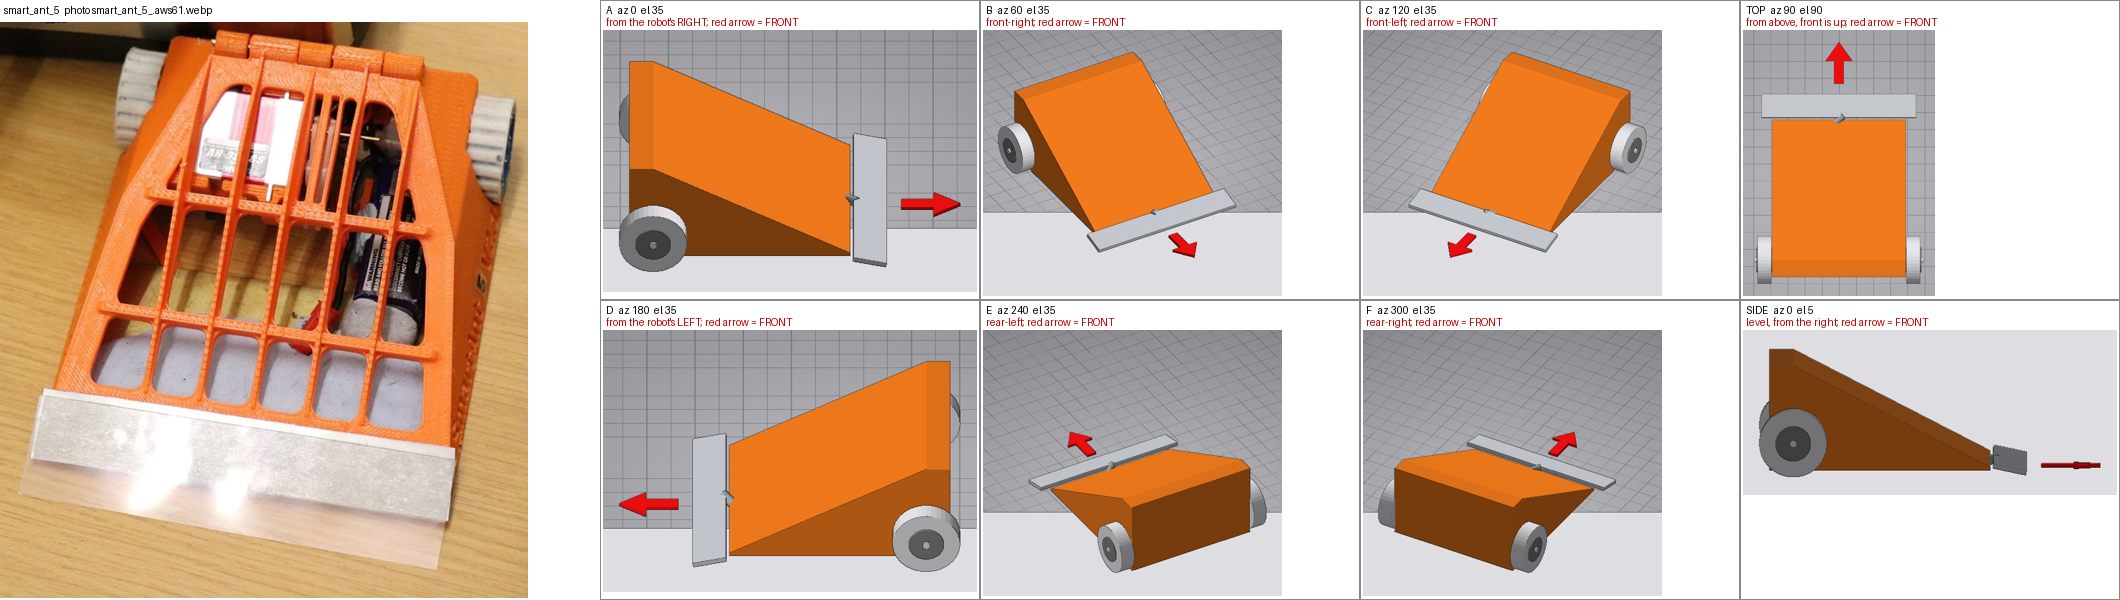 smart_ant_5 photosmart_ant_5_.aws61.webp
A az 0 el 35
from the robot's RIGHT; red arrow = FRONT
B az 60 el 35
front-right; red arrow = FRONT
C az 120 el 35
front-left; red arrow = FRONT
TOP az 90 el 90
from above, front is up; red arrow = FRONT
D az 180 el 35
from the robot's LEFT; red arrow = FRONT
E az 240 el 35
rear-left; red arrow = FRONT
F az 300 el 35
rear-right; red arrow = FRONT
SIDE az 0 el 5
level, from the right; red arrow = FRONT
WARNING